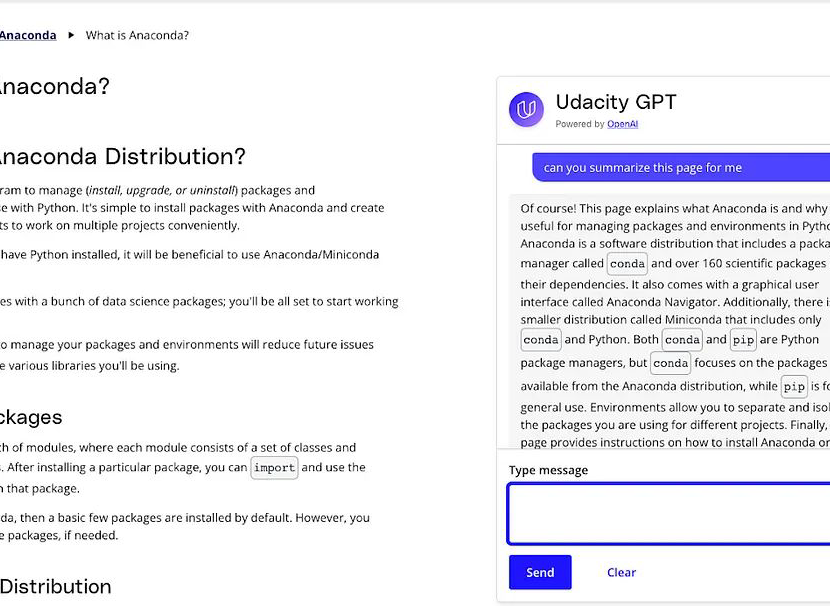 Anaconda ▶ What is Anaconda?
Anaconda?
Anaconda Distribution?
ram to manage (install, upgrade, or uninstall) packages and
e with Python. It's simple to install packages with Anaconda and create
ts to work on multiple projects conveniently.
have Python installed, it will be beneficial to use Anaconda/Miniconda
es with a bunch of data science packages; you'll be all set to start working
o manage your packages and environments will reduce future issues
e various libraries you'll be using.
ckages
ch of modules, where each module consists of a set of classes and
. After installing a particular package, you can import and use the
n that package.
da, then a basic few packages are installed by default. However, you
e packages, if needed.
Distribution
Udacity GPT
Powered by OpenAI
can you summarize this page for me
Of course! This page explains what Anaconda is and why
useful for managing packages and environments in Pytho
Anaconda is a software distribution that includes a packa
manager called conda and over 160 scientific packages
their dependencies. It also comes with a graphical user
interface called Anaconda Navigator. Additionally, there is
smaller distribution called Miniconda that includes only
conda and Python. Both conda and pip are Python
package managers, but conda focuses on the packages
available from the Anaconda distribution, while pip is fo
general use. Environments allow you to separate and isol
the packages you are using for different projects. Finally,
page provides instructions on how to install Anaconda or
Type message
Send
Clear